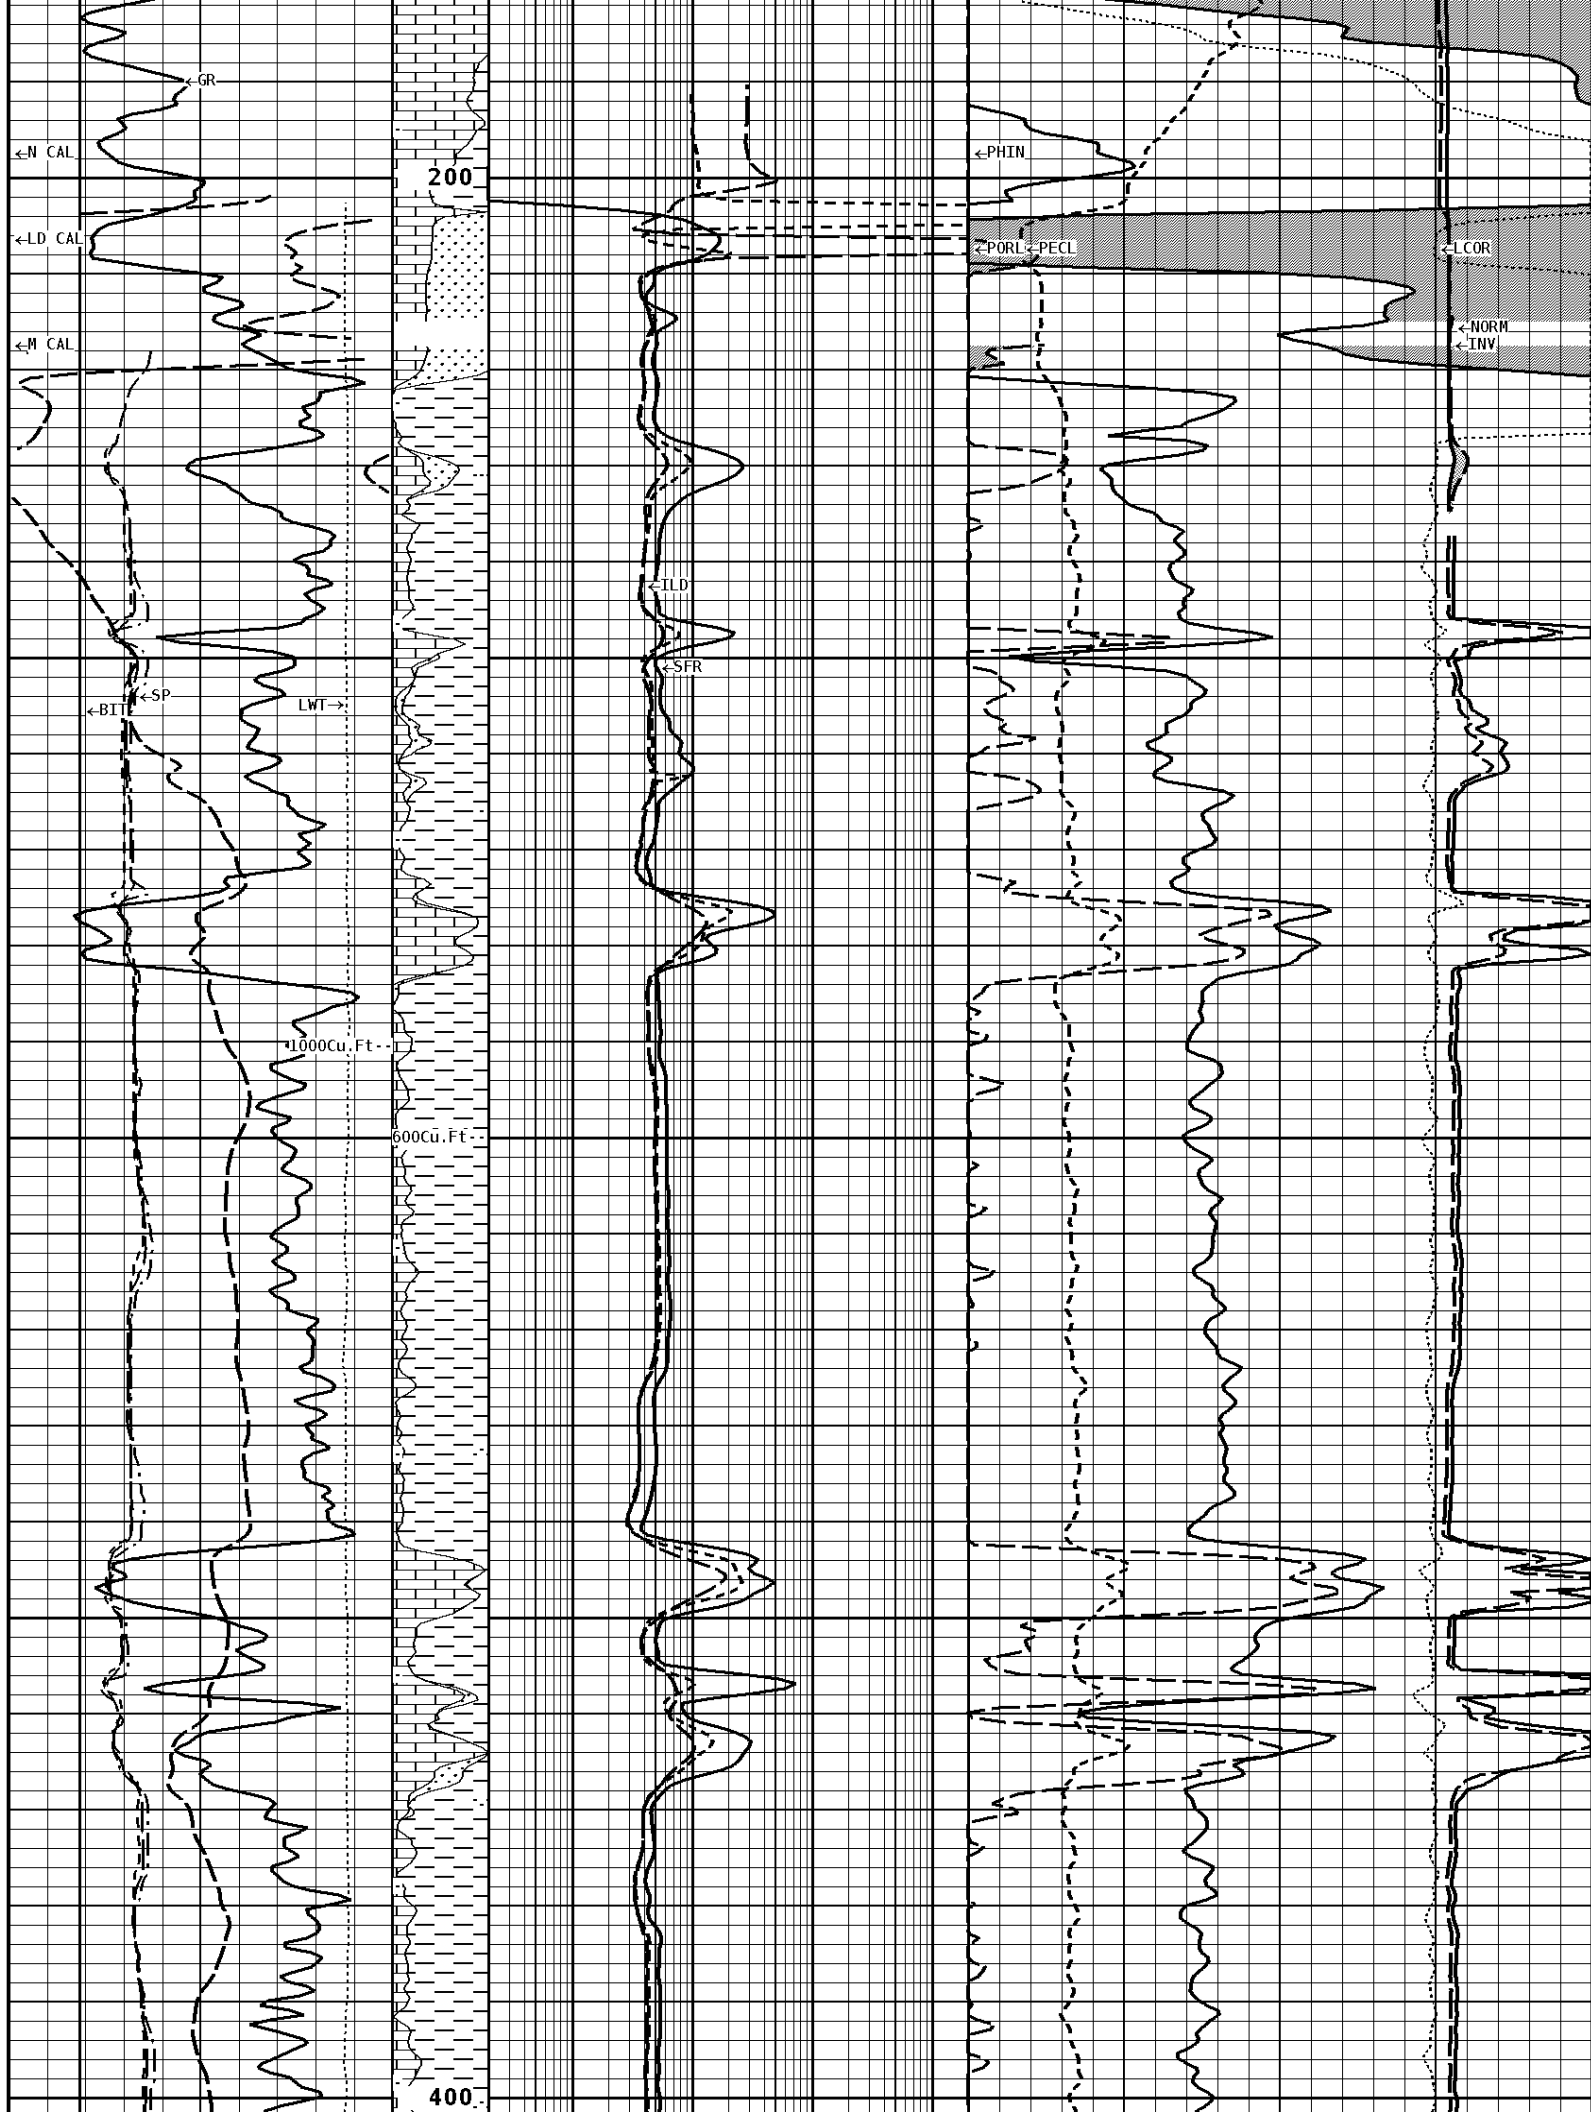 ←GR
←N CAL
←PHIN
200
←LD CAL
←PORL
←PECL
←LCOR
←NORM
←M CAL
←INV
←ILD
←SFR
←SP
LWT→
←BIT
1000Cu.Ft--
600Cu.Ft--
400